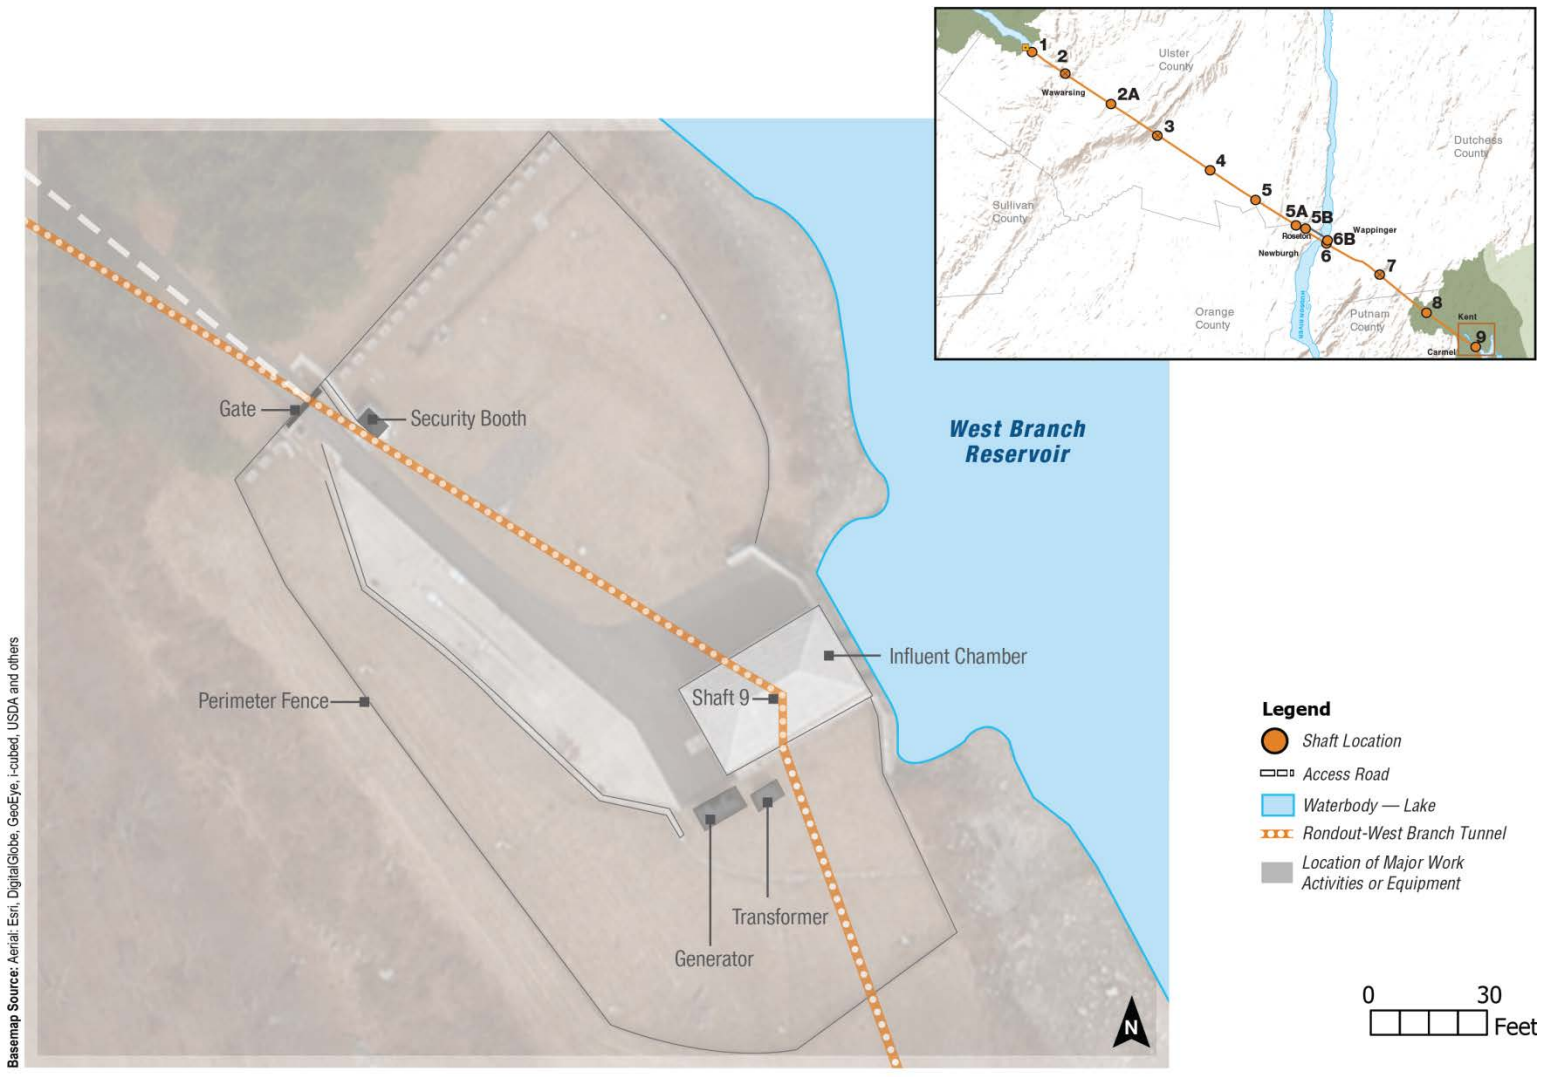 1
2
2A
3
4
5
5A
5B
6B
6
7
8
9
Ulster
County
Wawarsing
Dutchess
County
Sullivan
County
Roseton
Wappinger
Newburgh
HUDSON RIVER
Orange
County
Putnam
County
Kent
Carmel
West Branch
Reservoir
Gate
Security Booth
Influent Chamber
Shaft 9
Perimeter Fence
Transformer
Generator
N
Legend
Shaft Location
Access Road
Waterbody — Lake
Rondout-West Branch Tunnel
Location of Major Work
Activities or Equipment
0 30
Feet
Basemap Source: Aerial: Esri, DigitalGlobe, GeoEye, i-cubed, USDA and others